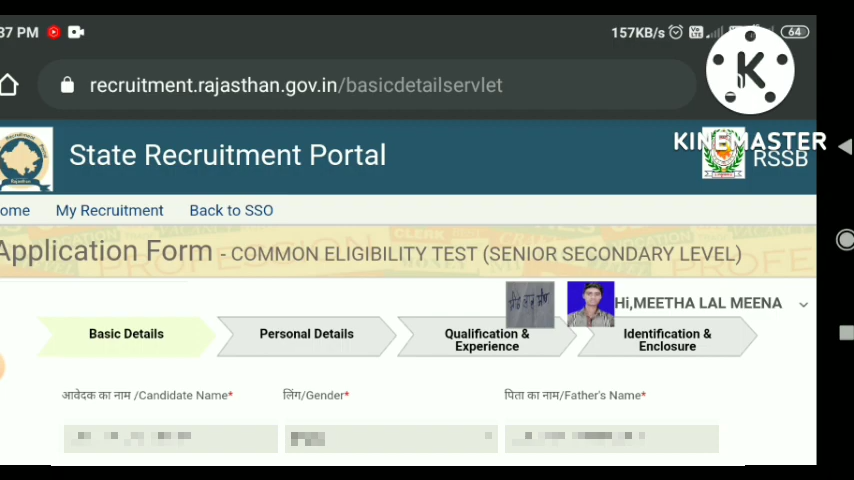 37 PM 157KB/s 64
recruitment.rajasthan.gov.in/basicdetailservlet
K
KINEMASTER
State Recruitment Portal RSSB
ome My Recruitment Back to SSO
Application Form - COMMON ELIGIBILITY TEST (SENIOR SECONDARY LEVEL)
Hi,MEETHA LAL MEENA
Basic Details Personal Details Qualification & Experience Identification & Enclosure
आवेदक का नाम /Candidate Name* लिंग/Gender* पिता का नाम/Father's Name*